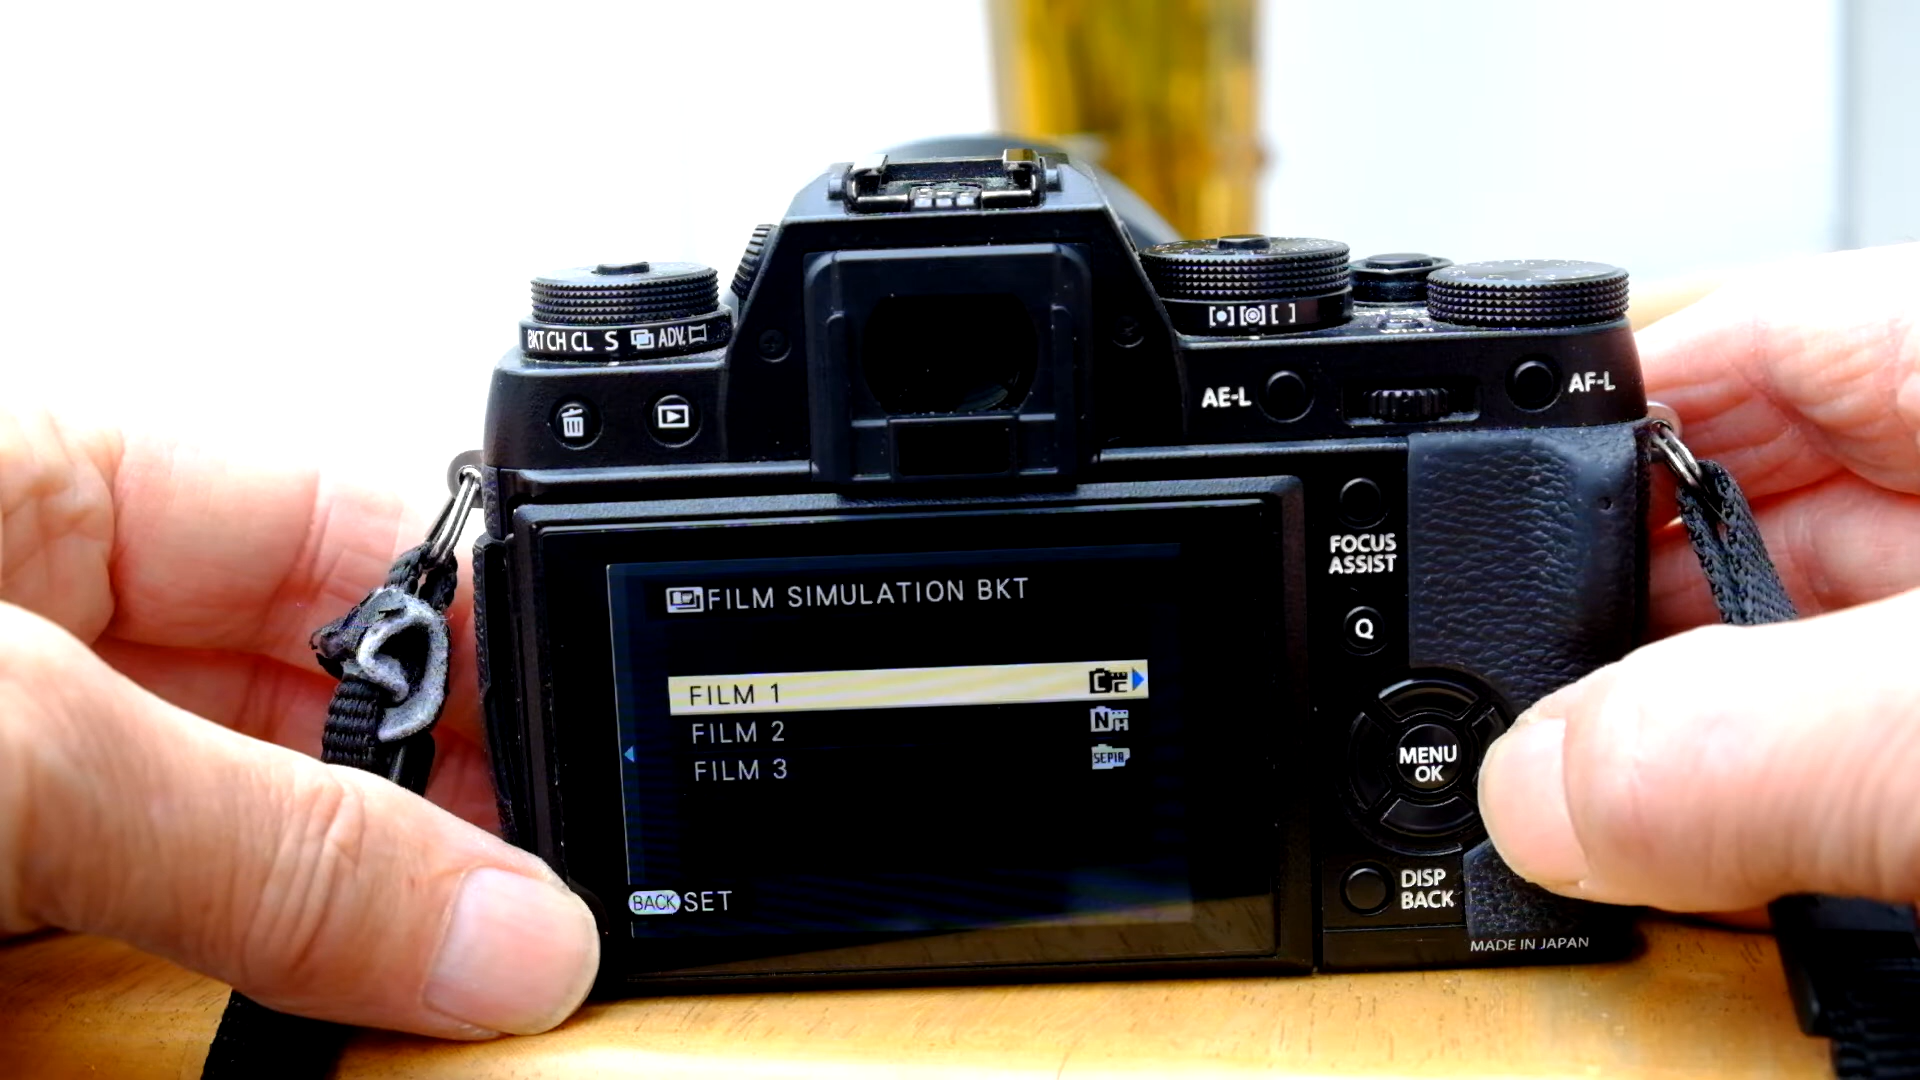 BKT CH CL S ADV.
AE-L
AF-L
FOCUS
ASSIST
Q
FILM SIMULATION BKT
FILM 1 C C
FILM 2 N H
FILM 3 SEPIA
BACK SET
MENU
OK
DISP
BACK
MADE IN JAPAN